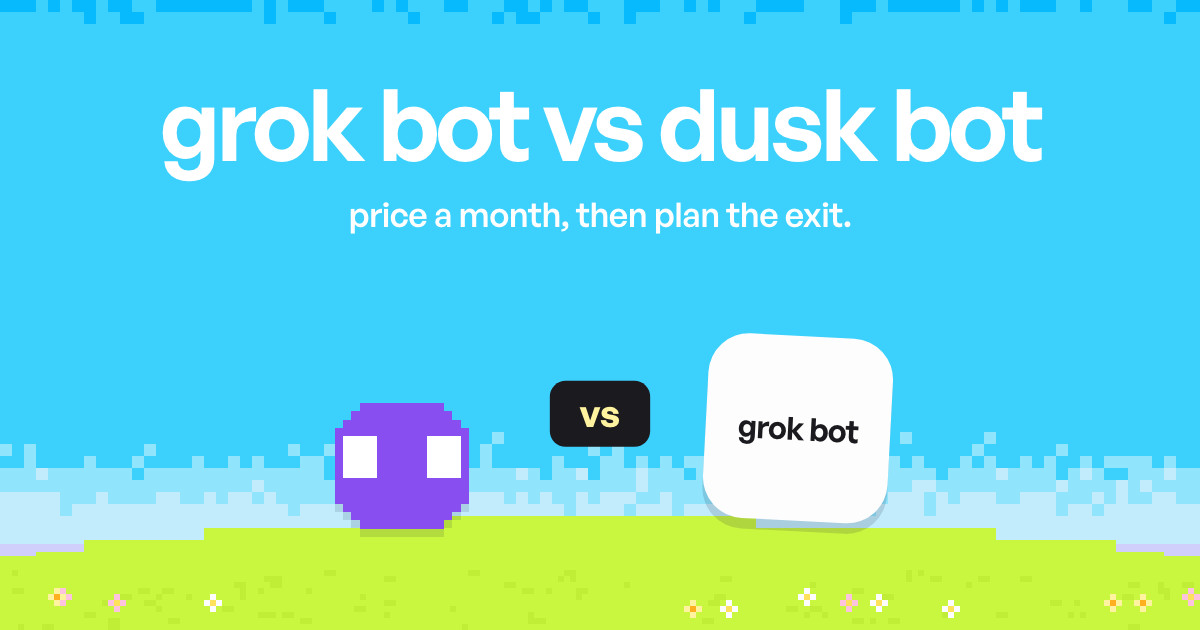 grok bot vs dusk bot
price a month, then plan the exit.
vs
grok bot